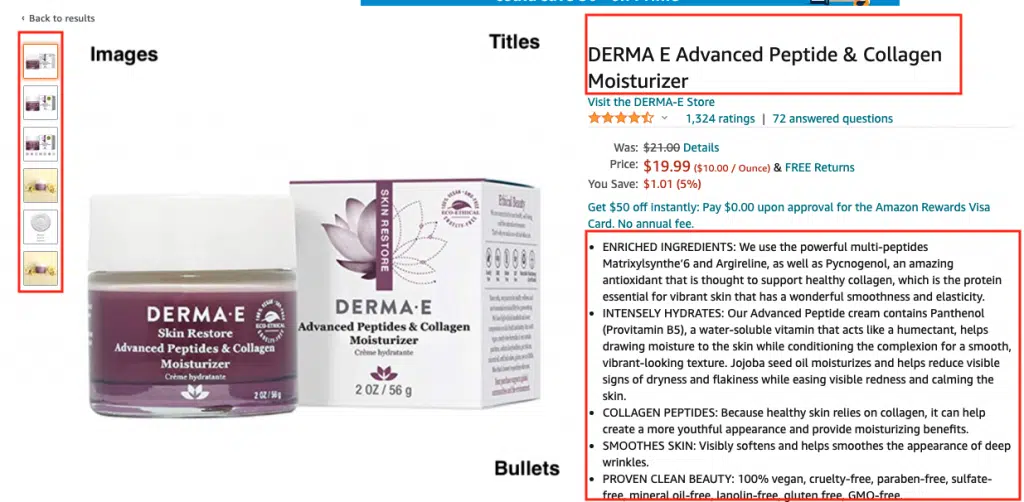 ‹ Back to results
Images
Titles
DERMA E Advanced Peptide & Collagen
Moisturizer
Visit the DERMA-E Store
1,324 ratings | 72 answered questions
Was: $21.00 Details
Price: $19.99 ($10.00 / Ounce) & FREE Returns
You Save: $1.01 (5%)
Get $50 off instantly: Pay $0.00 upon approval for the Amazon Rewards Visa
Card. No annual fee.
• ENRICHED INGREDIENTS: We use the powerful multi-peptides
Matrixylsynthe'6 and Argireline, as well as Pycnogenol, an amazing
antioxidant that is thought to support healthy collagen, which is the protein
essential for vibrant skin that has a wonderful smoothness and elasticity.
• INTENSELY HYDRATES: Our Advanced Peptide cream contains Panthenol
(Provitamin B5), a water-soluble vitamin that acts like a humectant, helps
drawing moisture to the skin while conditioning the complexion for a smooth,
vibrant-looking texture. Jojoba seed oil moisturizes and helps reduce visible
signs of dryness and flakiness while easing visible redness and calming the
skin.
• COLLAGEN PEPTIDES: Because healthy skin relies on collagen, it can help
create a more youthful appearance and provide moisturizing benefits.
• SMOOTHES SKIN: Visibly softens and helps smoothes the appearance of deep
wrinkles.
• PROVEN CLEAN BEAUTY: 100% vegan, cruelty-free, paraben-free, sulfate-
free, mineral oil-free, lanolin-free, gluten free, GMO-free.
Bullets
DERMA·E
Skin Restore
Advanced Peptides & Collagen
Moisturizer
Crème hydratante
2 OZ / 56 g
ECO-ETHICAL
SKIN RESTORE
100% VEGAN
ECO-ETHICAL
CRUELTY-FREE
DERMA·E
Advanced Peptides & Collagen
Moisturizer
Crème hydratante
2 OZ / 56 g
Ethical Beauty